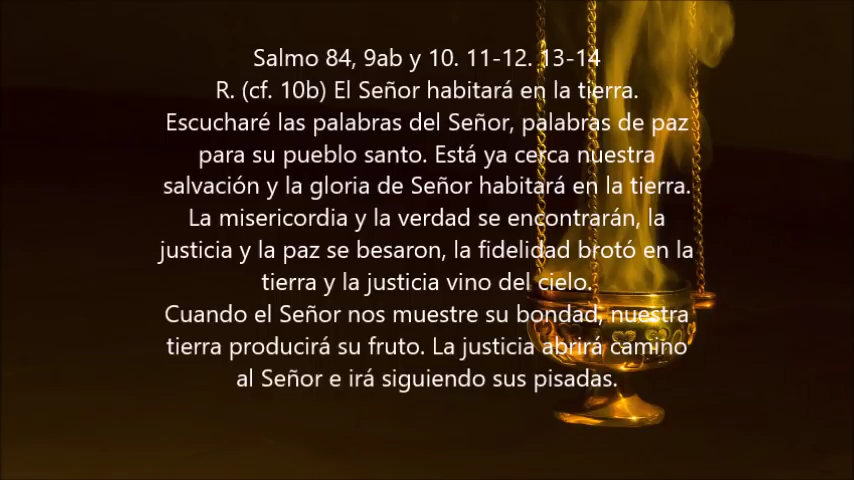 Salmo 84, 9ab y 10. 11-12. 13-14
R. (cf. 10b) El Señor habitará en la tierra.
Escucharé las palabras del Señor, palabras de paz
para su pueblo santo. Está ya cerca nuestra
salvación y la gloria de Señor habitará en la tierra.
La misericordia y la verdad se encontrarán, la
justicia y la paz se besaron, la fidelidad brotó en la
tierra y la justicia vino del cielo.
Cuando el Señor nos muestre su bondad, nuestra
tierra producirá su fruto. La justicia abrirá camino
al Señor e irá siguiendo sus pisadas.